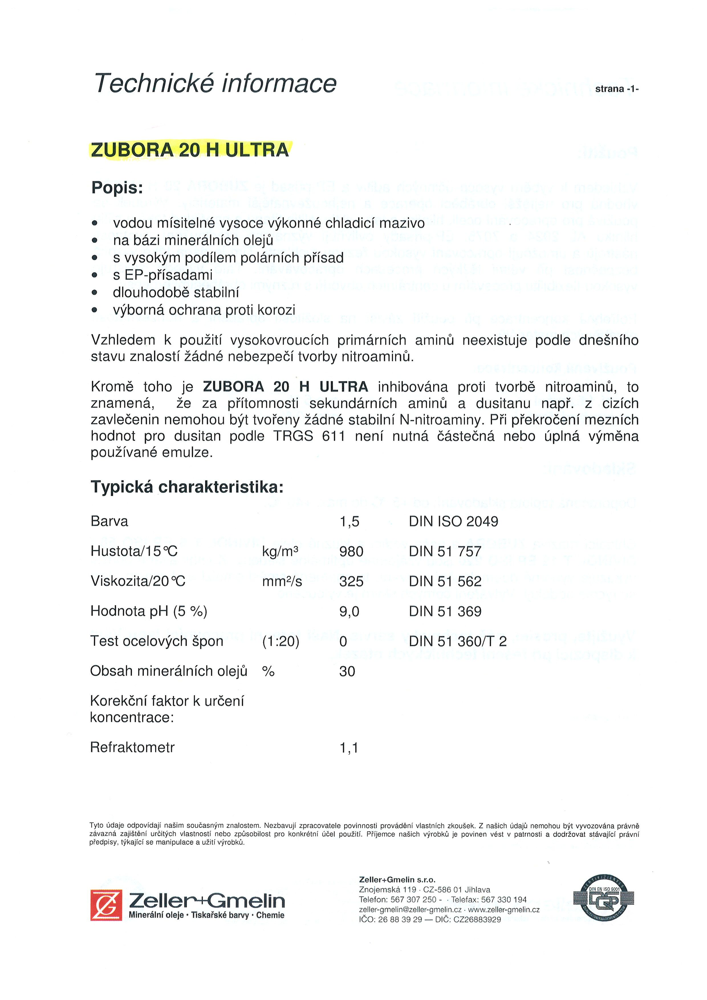 Technické informace
strana -1-
ZUBORA 20 H ULTRA
Popis:
• vodou mísitelné vysoce výkonné chladicí mazivo
• na bázi minerálních olejů
• s vysokým podílem polárních přísad
• s EP-přísadami
• dlouhodobě stabilní
• výborná ochrana proti korozi
Vzhledem k použití vysokovroucích primárních aminů neexistuje podle dnešního
stavu znalostí žádné nebezpečí tvorby nitroaminů.
Kromě toho je ZUBORA 20 H ULTRA inhibována proti tvorbě nitroaminů, to
znamená, že za přítomnosti sekundárních aminů a dusitanu např. z cizích
zavlečenin nemohou být tvořeny žádné stabilní N-nitroaminy. Při překročení mezních
hodnot pro dusitan podle TRGS 611 není nutná částečná nebo úplná výměna
používané emulze.
Typická charakteristika:
Barva 1,5 DIN ISO 2049
Hustota/15°C kg/m³ 980 DIN 51 757
Viskozita/20°C mm²/s 325 DIN 51 562
Hodnota pH (5 %) 9,0 DIN 51 369
Test ocelových špon (1:20) 0 DIN 51 360/T 2
Obsah minerálních olejů % 30
Korekční faktor k určení
koncentrace:
Refraktometr 1,1
Tyto údaje odpovídají našim současným znalostem. Nezbavují zpracovatele povinnosti provádění vlastních zkoušek. Z našich údajů nemohou být vyvozována právně
závazná zajištění určitých vlastností nebo způsobilost pro konkrétní účel použití. Příjemce našich výrobků je povinen vést v patrnosti a dodržovat stávající právní
předpisy, týkající se manipulace a užití výrobků.
Zeller+Gmelin
Minerální oleje · Tiskařské barvy · Chemie
Zeller+Gmelin s.r.o.
Znojemská 119 · CZ-586 01 Jihlava
Telefon: 567 307 250 - · Telefax: 567 330 194
zeller-gmelin@zeller-gmelin.cz · www.zeller-gmelin.cz
IČO: 26 88 39 29 — DIČ: CZ26883929
ZERTIFIZIERTES
DIN EN ISO 9001
DQS
QUALITÄTSMANAGEMENTSYSTEM